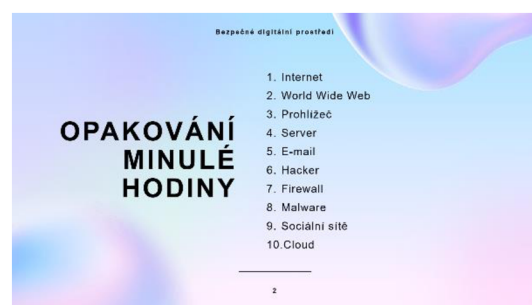 Bezpečné digitální prostředí
OPAKOVÁNÍ
MINULÉ
HODINY
1. Internet
2. World Wide Web
3. Prohlížeč
4. Server
5. E-mail
6. Hacker
7. Firewall
8. Malware
9. Sociální sítě
10.Cloud
2